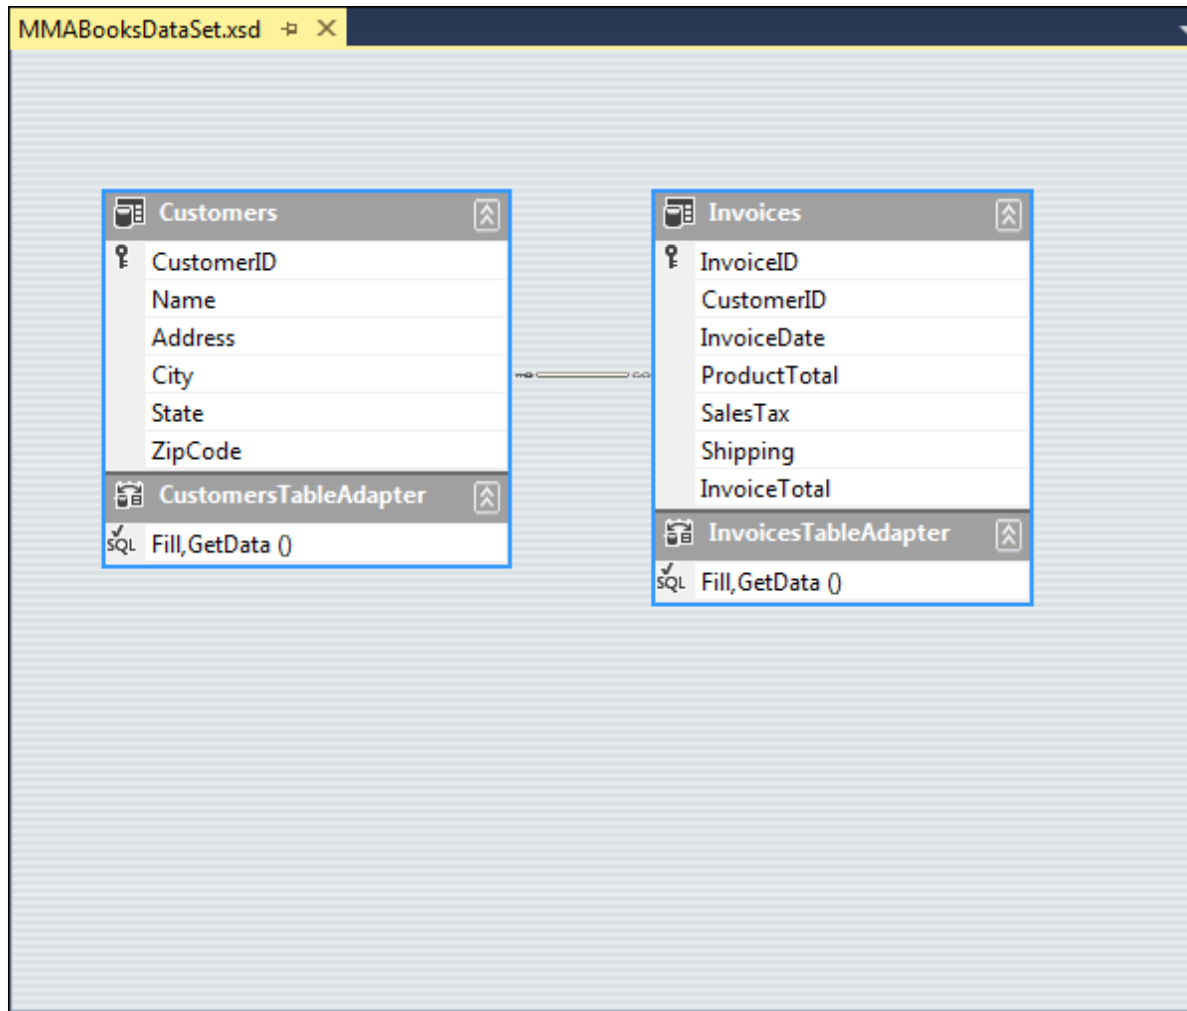 MMABooksDataSet.xsd
Customers
CustomerID
Name
Address
City
State
ZipCode
CustomersTableAdapter
SQL Fill,GetData ()
Invoices
InvoiceID
CustomerID
InvoiceDate
ProductTotal
SalesTax
Shipping
InvoiceTotal
InvoicesTableAdapter
SQL Fill,GetData ()